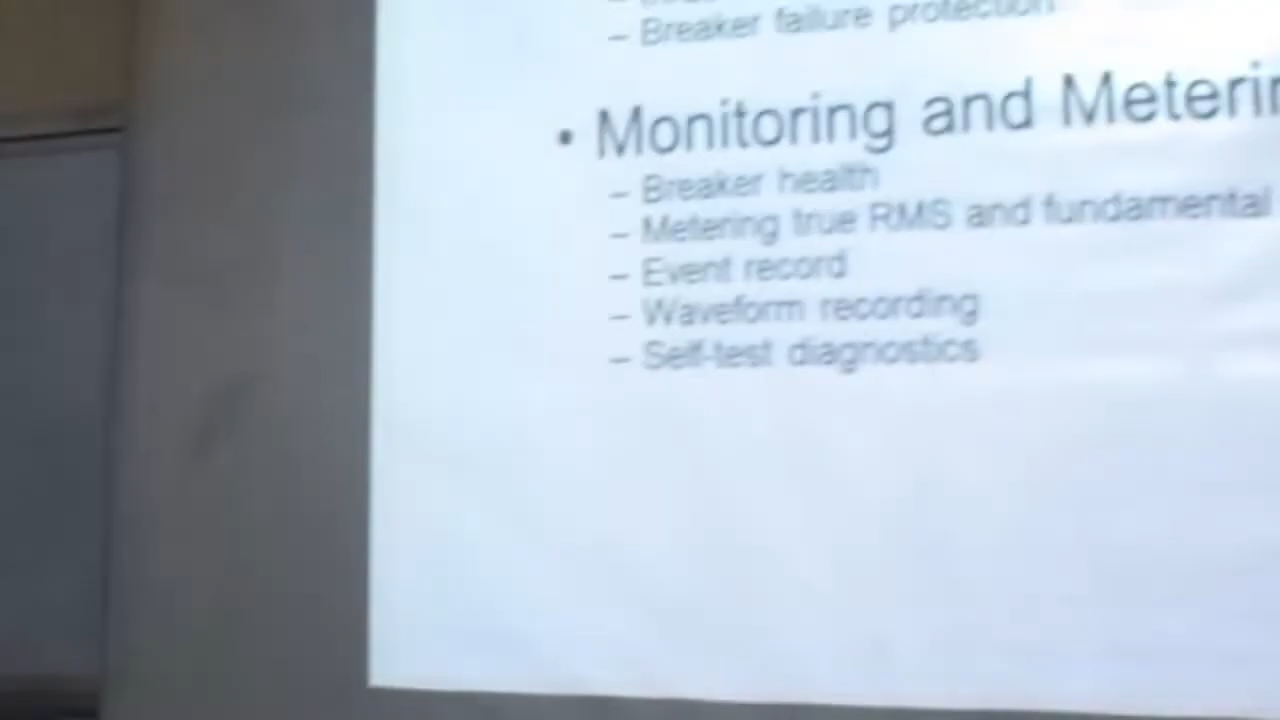 – Breaker failure protection
• Monitoring and Meterin
– Breaker health
– Metering true RMS and fundamental
– Event record
– Waveform recording
– Self-test diagnostics